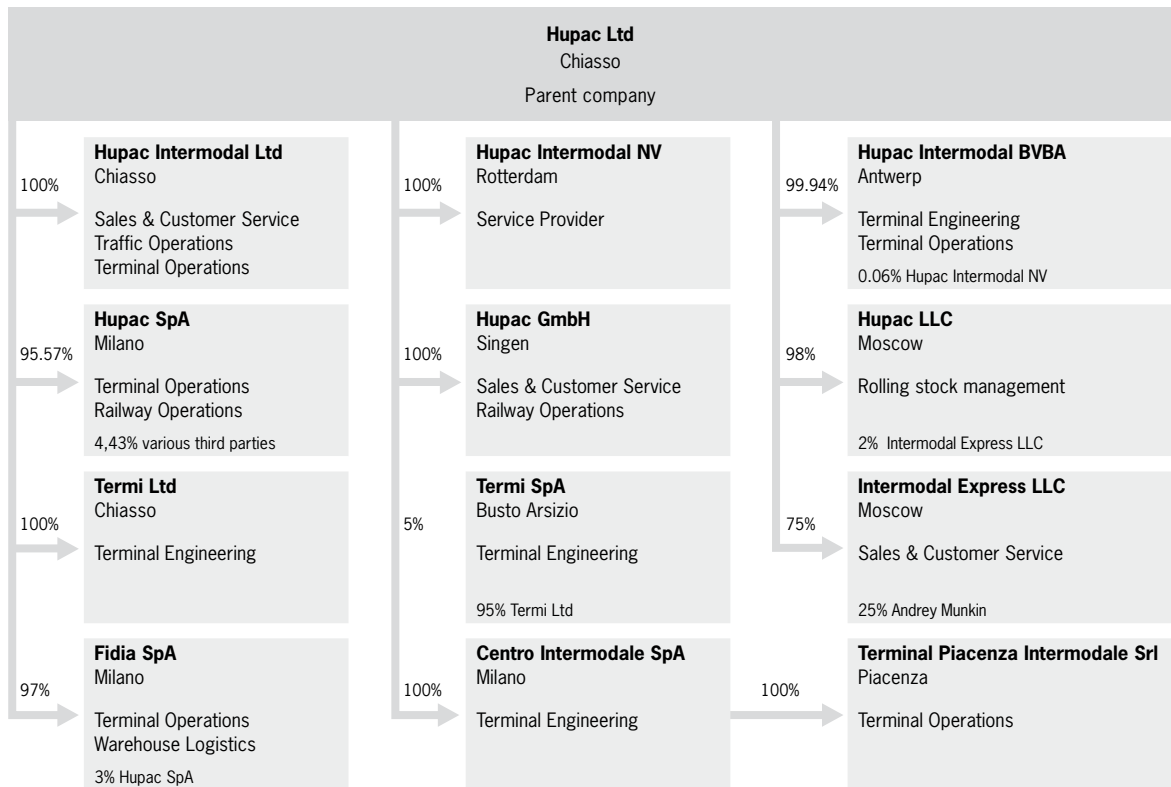 Hupac Ltd
Chiasso
Parent company
100%
Hupac Intermodal Ltd
Chiasso
Sales & Customer Service
Traffic Operations
Terminal Operations
100%
Hupac Intermodal NV
Rotterdam
Service Provider
99.94%
Hupac Intermodal BVBA
Antwerp
Terminal Engineering
Terminal Operations
0.06% Hupac Intermodal NV
95.57%
Hupac SpA
Milano
Terminal Operations
Railway Operations
4,43% various third parties
100%
Hupac GmbH
Singen
Sales & Customer Service
Railway Operations
98%
Hupac LLC
Moscow
Rolling stock management
2% Intermodal Express LLC
100%
Termi Ltd
Chiasso
Terminal Engineering
5%
Termi SpA
Busto Arsizio
Terminal Engineering
95% Termi Ltd
75%
Intermodal Express LLC
Moscow
Sales & Customer Service
25% Andrey Munkin
97%
Fidia SpA
Milano
Terminal Operations
Warehouse Logistics
3% Hupac SpA
100%
Centro Intermodale SpA
Milano
Terminal Engineering
100%
Terminal Piacenza Intermodale Srl
Piacenza
Terminal Operations